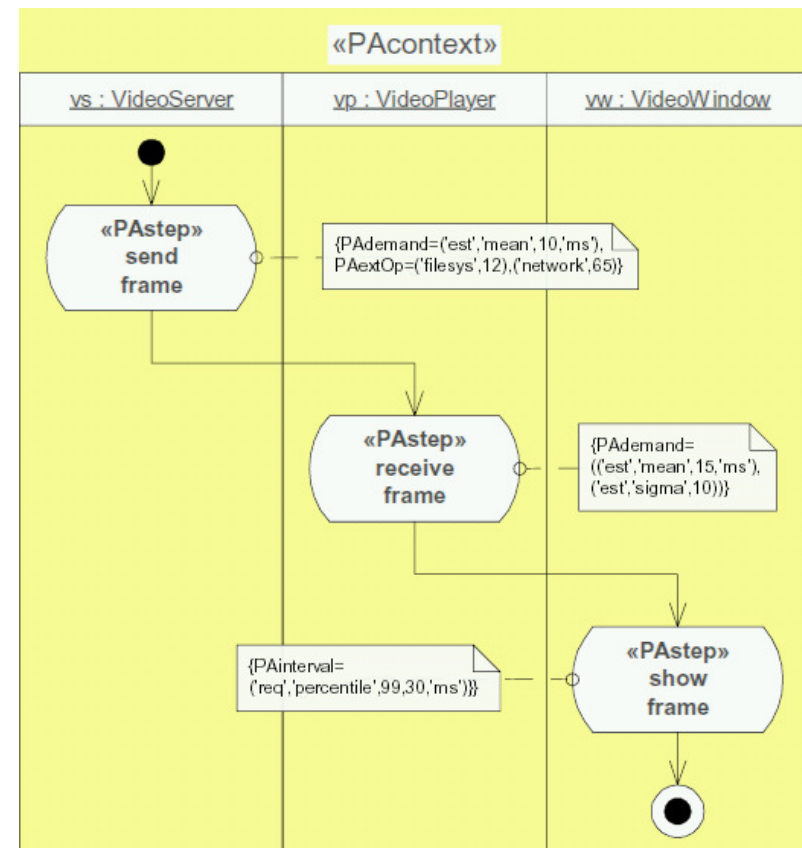 «PAcontext»
vs : VideoServer
vp : VideoPlayer
vw : VideoWindow
«PAstep»
send
frame
{PAdemand=('est','mean',10,'ms'),
PAextOp=('filesys',12),('network',65)}
«PAstep»
receive
frame
{PAdemand=
(('est','mean',15,'ms'),
('est','sigma',10))}
{PAinterval=
('req','percentile',99,30,'ms')}}
«PAstep»
show
frame